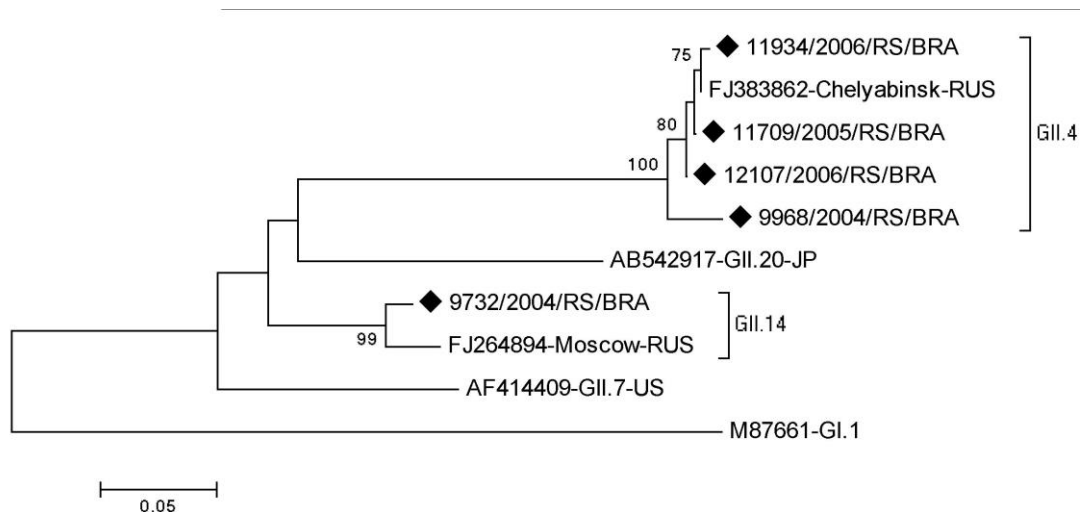 75
11934/2006/RS/BRA
FJ383862-Chelyabinsk-RUS
80
11709/2005/RS/BRA
GII.4
100
12107/2006/RS/BRA
9968/2004/RS/BRA
AB542917-GII.20-JP
9732/2004/RS/BRA
GII.14
99
FJ264894-Moscow-RUS
AF414409-GII.7-US
M87661-GI.1
0.05